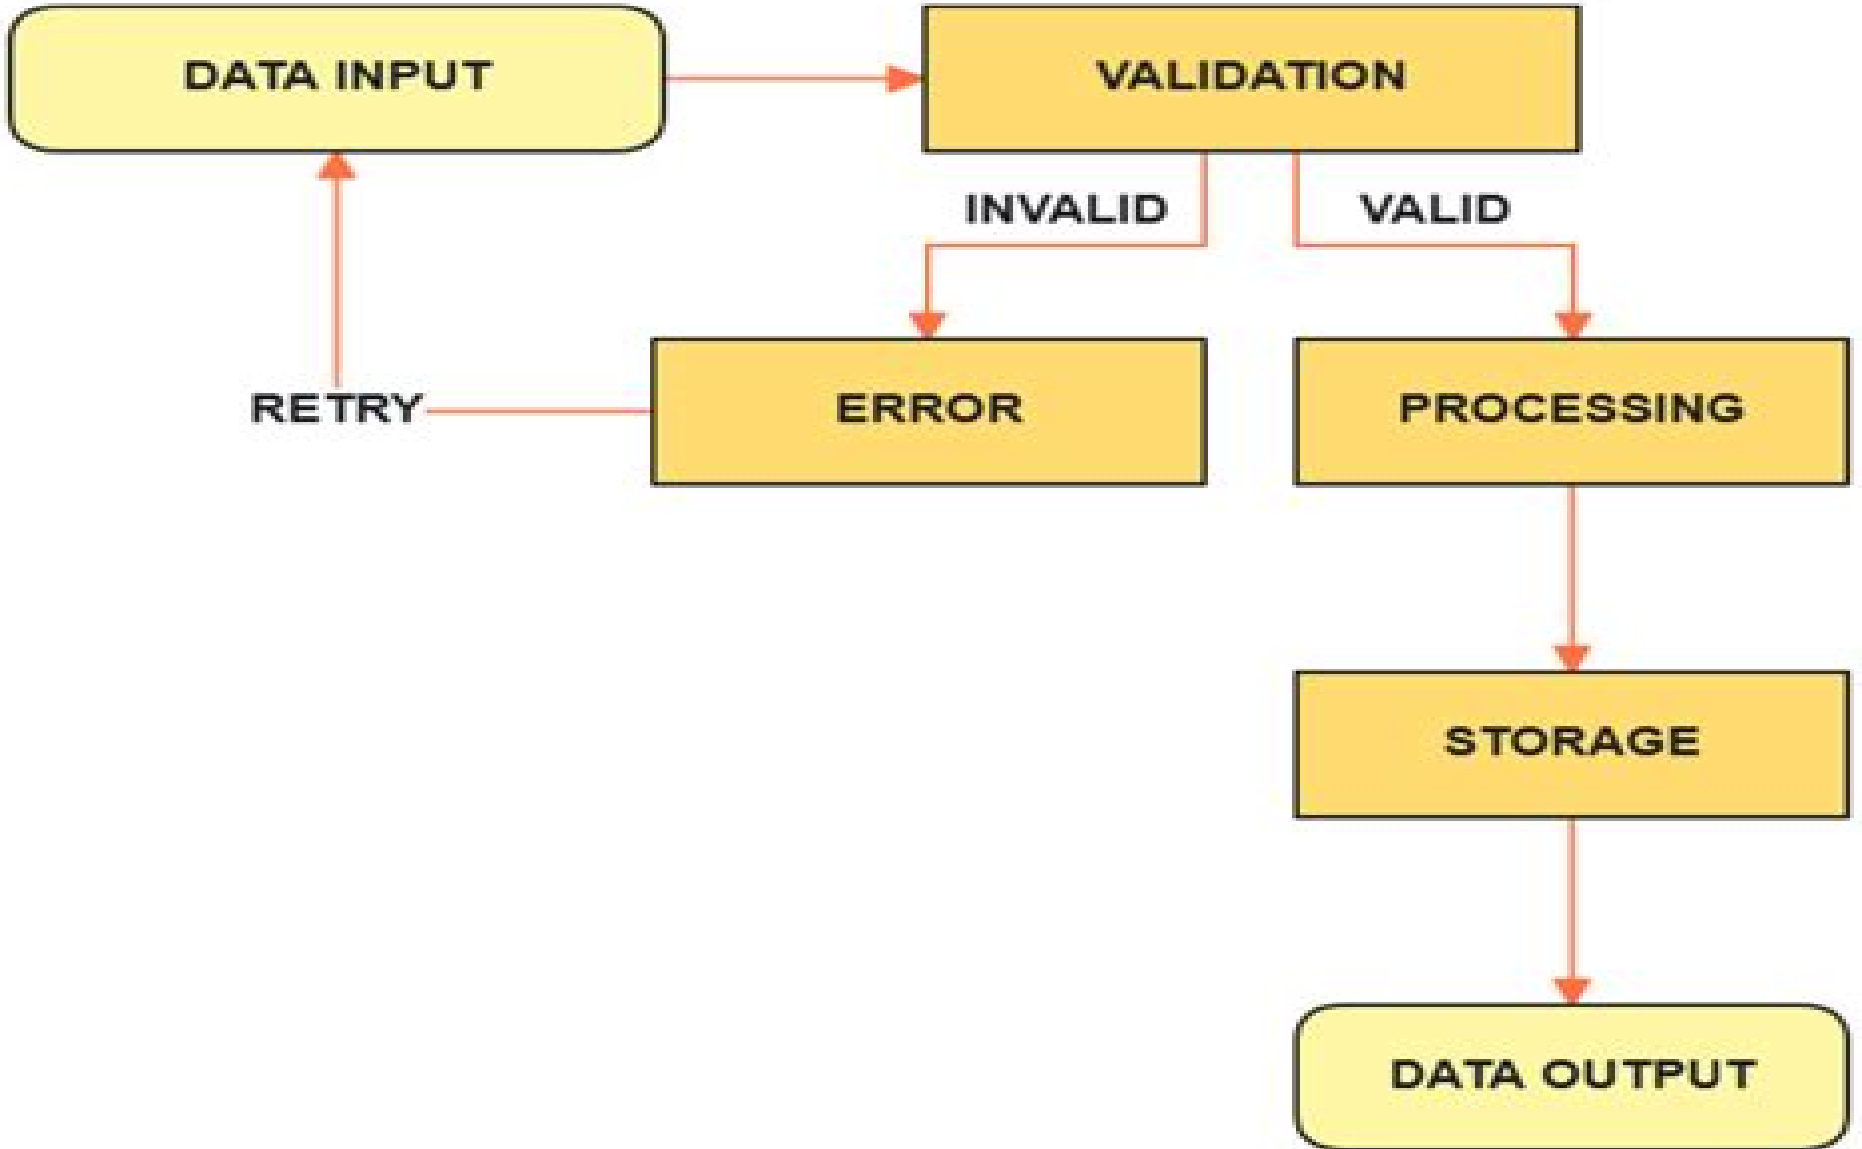 DATA INPUT
VALIDATION
INVALID
VALID
RETRY
ERROR
PROCESSING
STORAGE
DATA OUTPUT